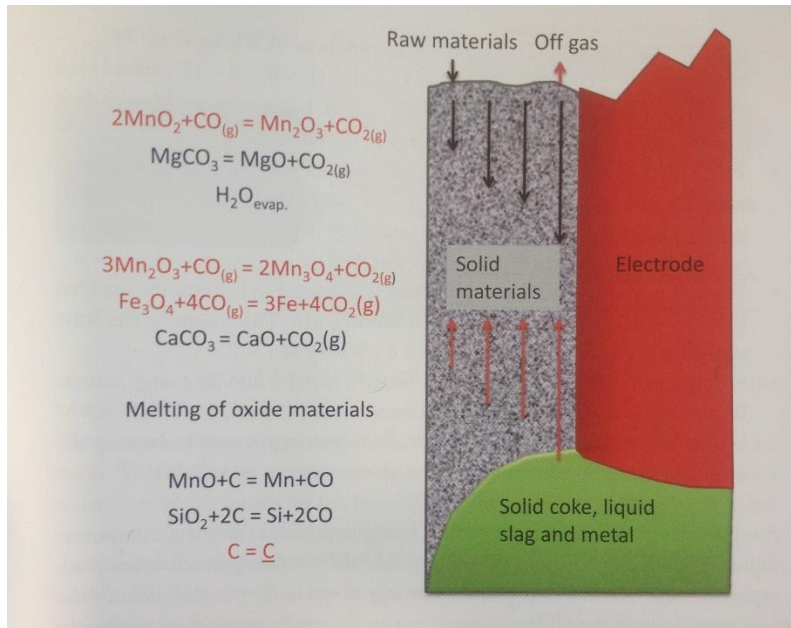 Raw materials Off gas
2MnO₂+CO₍g₎ = Mn₂O₃+CO₂₍g₎
MgCO₃ = MgO+CO₂₍g₎
H₂Oevap.
3Mn₂O₃+CO₍g₎ = 2Mn₃O₄+CO₂₍g₎
Fe₃O₄+4CO₍g₎ = 3Fe+4CO₂(g)
CaCO₃ = CaO+CO₂(g)
Solid
materials
Electrode
Melting of oxide materials
MnO+C = Mn+CO
SiO₂+2C = Si+2CO
C = C̲
Solid coke, liquid
slag and metal